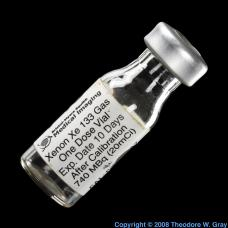 Medical Imaging
Xenon Xe 133 Gas
One Dose Vial
Exp. Date 10 Days
After Calibration
740 MBq (20mCi)
Copyright © 2008 Theodore W. Gray